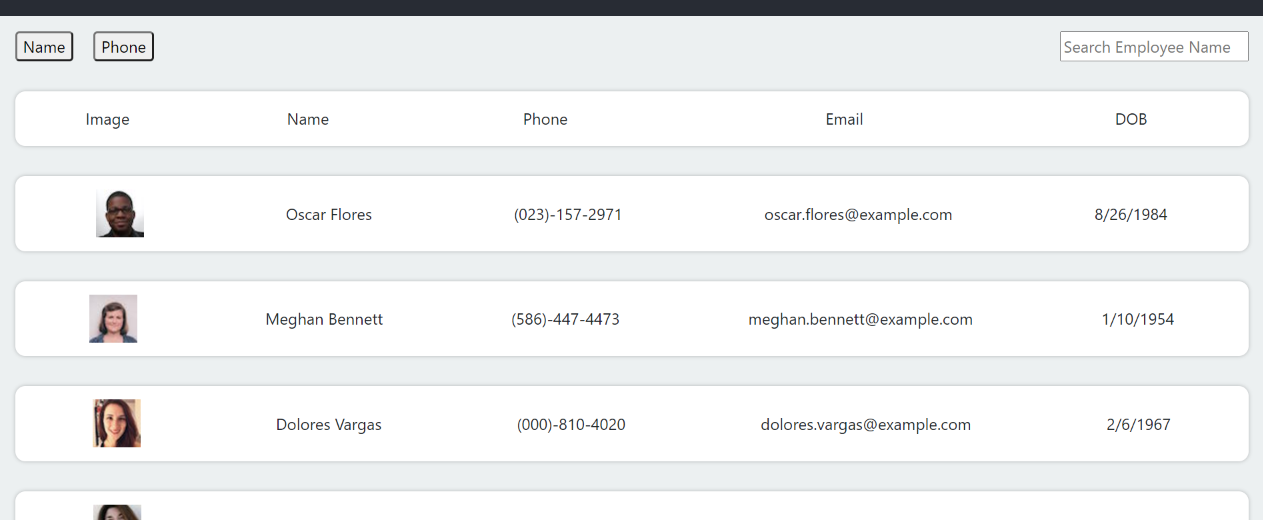 Name Phone Search Employee Name
Image Name Phone Email DOB
Oscar Flores (023)-157-2971 oscar.flores@example.com 8/26/1984
Meghan Bennett (586)-447-4473 meghan.bennett@example.com 1/10/1954
Dolores Vargas (000)-810-4020 dolores.vargas@example.com 2/6/1967